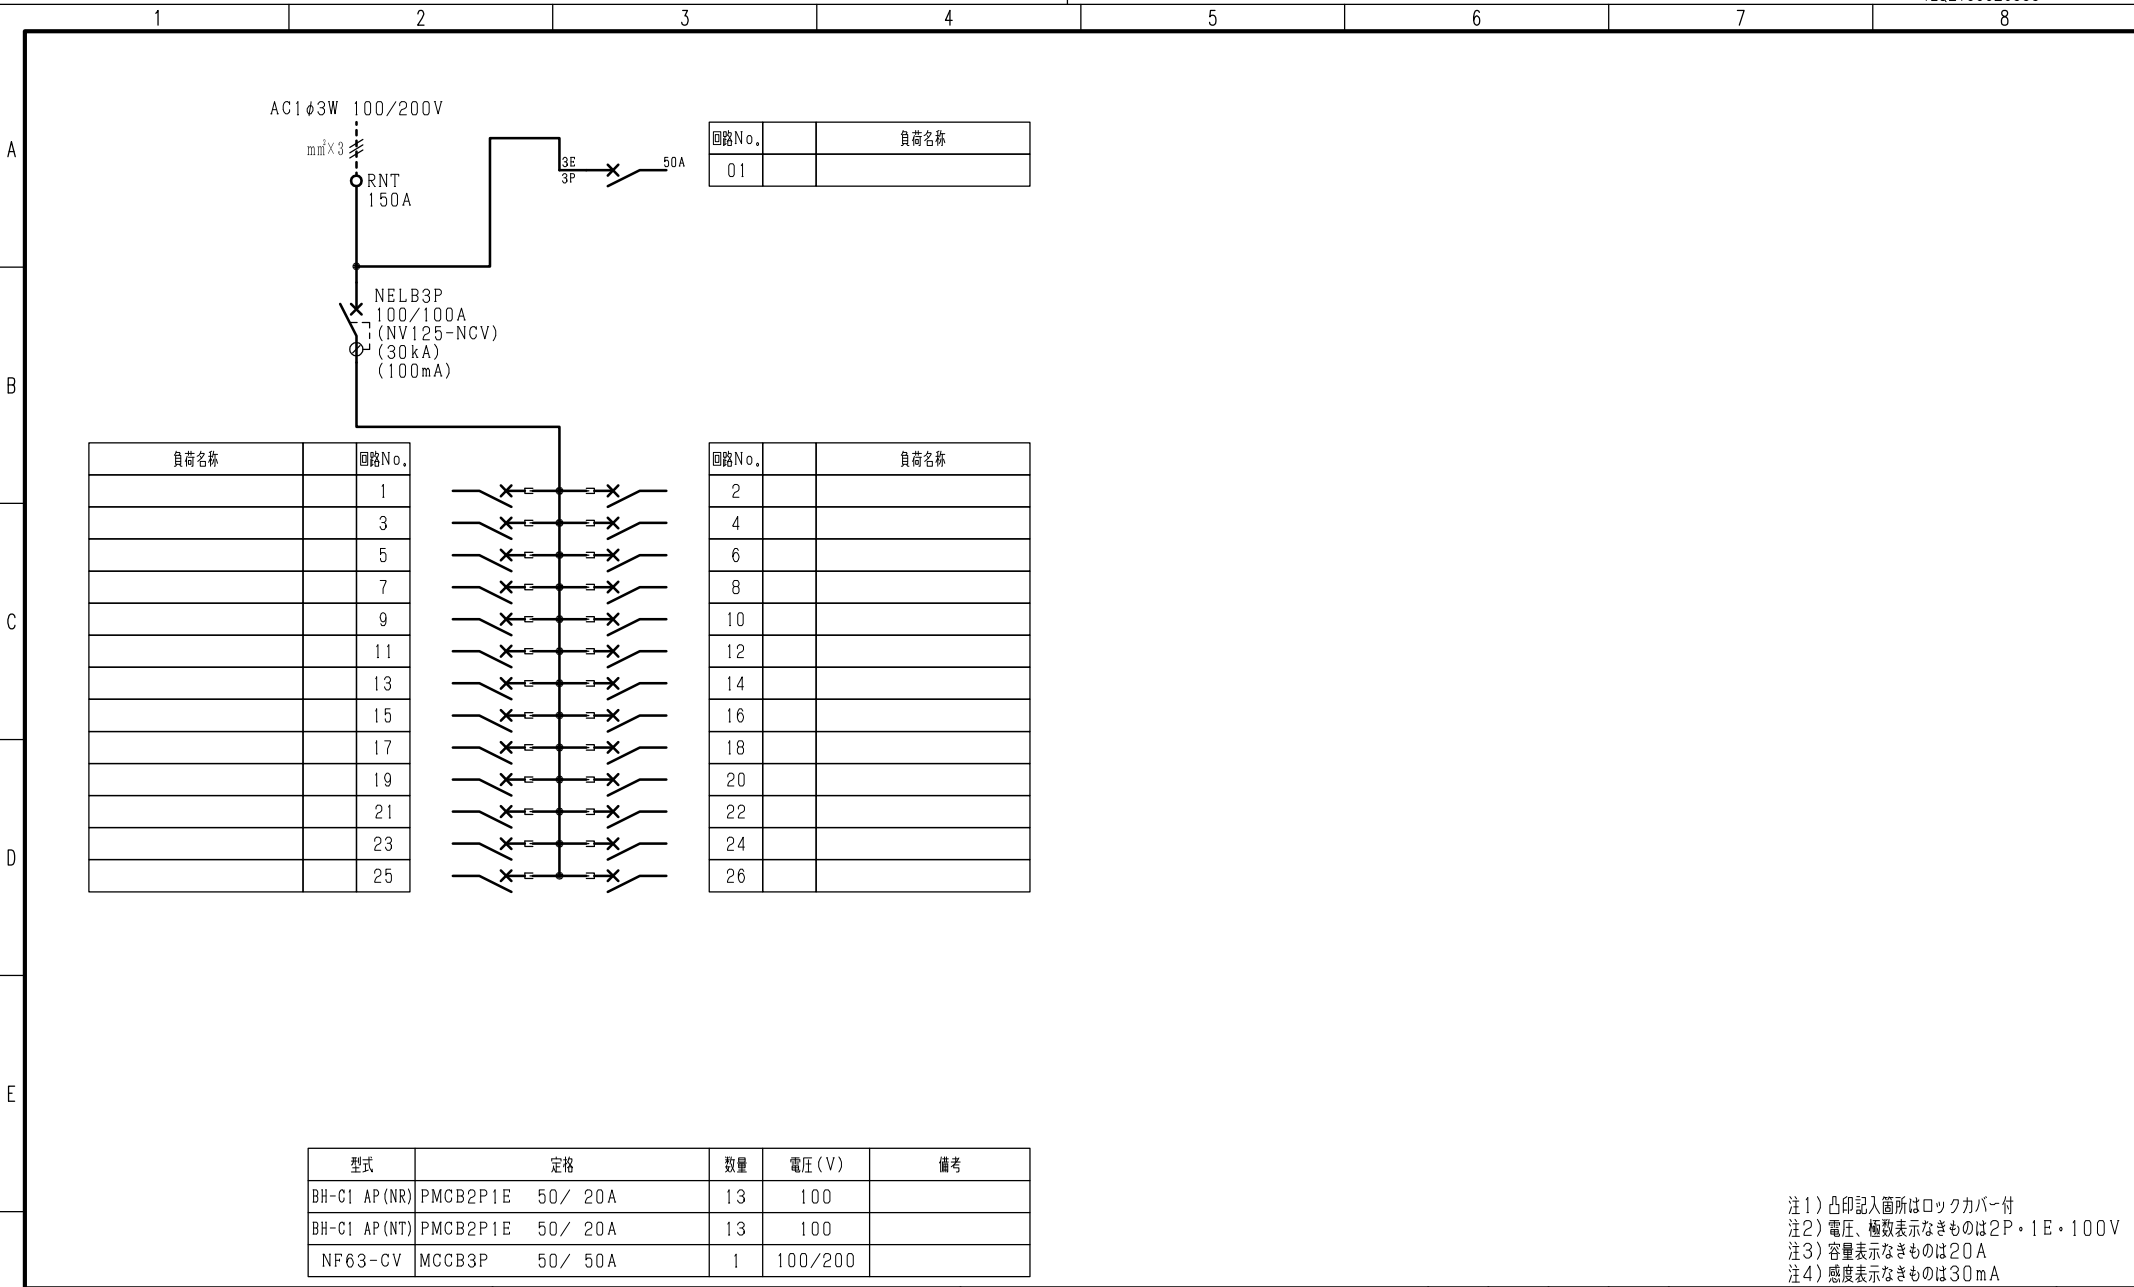 1 2 3 4 5 6 7 8
A
B
C
D
E
AC1φ3W 100/200V
mm²×3
RNT
150A
3E
3P
50A
回路No. 負荷名称
01
NELB3P
100/100A
(NV125-NCV)
(30kA)
(100mA)
負荷名称 回路No. 回路No. 負荷名称
1 2
3 4
5 6
7 8
9 10
11 12
13 14
15 16
17 18
19 20
21 22
23 24
25 26
型式 定格 数量 電圧(V) 備考
BH-C1 AP(NR) PMCB2P1E 50/ 20A 13 100
BH-C1 AP(NT) PMCB2P1E 50/ 20A 13 100
NF63-CV MCCB3P 50/ 50A 1 100/200
注1)凸印記入箇所はロックカバー付
注2)電圧、極数表示なきものは2P・1E・100V
注3)容量表示なきものは20A
注4)感度表示なきものは30mA